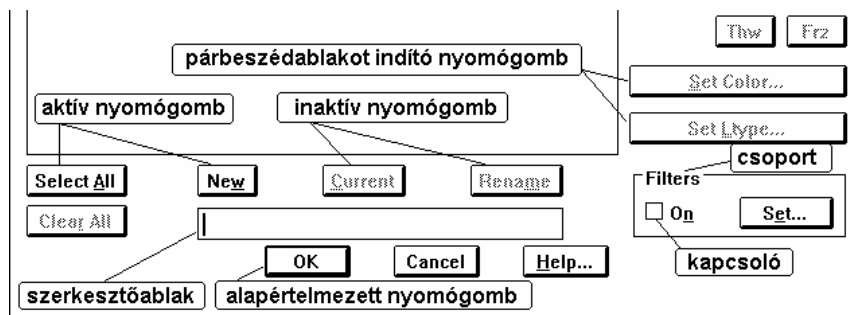 Thw Frz
párbeszédablakot indító nyomógomb
Set Color...
aktív nyomógomb inaktív nyomógomb
Set Ltype...
csoport
Select All New Current Rename Filters
Clear All On Set...
OK Cancel Help... kapcsoló
szerkesztőablak alapértelmezett nyomógomb